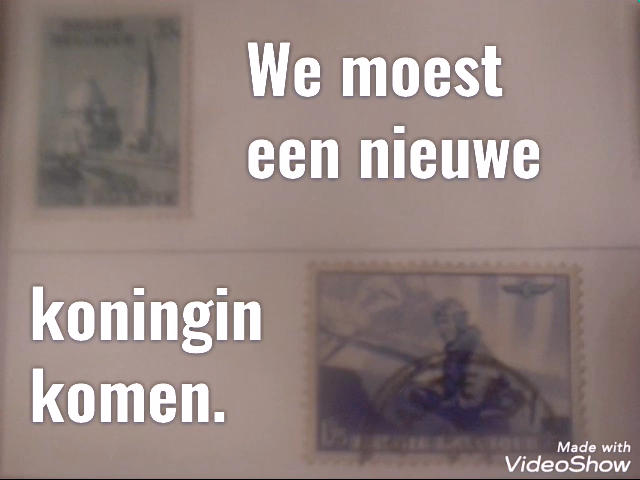 We moest
een nieuwe
koningin
komen.
Made with
VideoShow